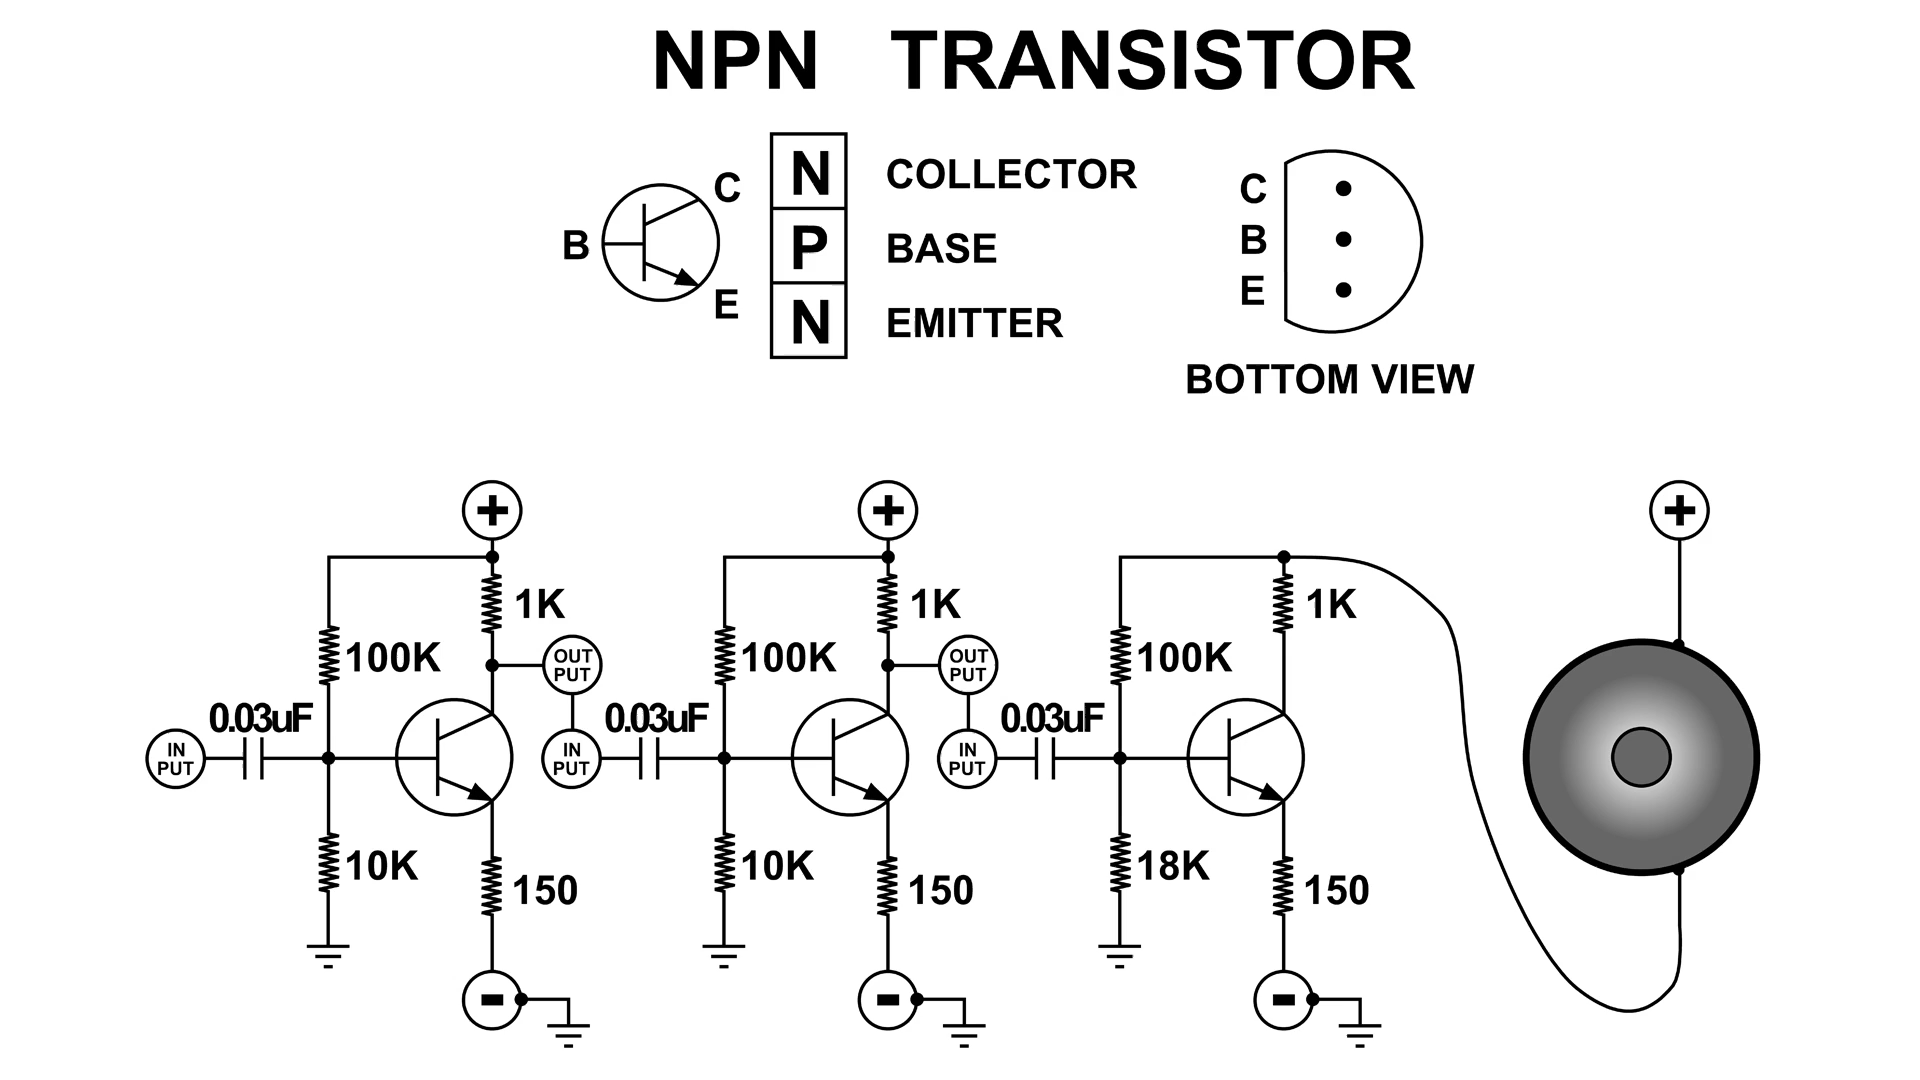 NPN TRANSISTOR
C
B
E
N
P
N
COLLECTOR
BASE
EMITTER
C
B
E
BOTTOM VIEW
+
1K
100K
OUT
PUT
0.03uF
IN
PUT
10K
150
-
+
1K
100K
OUT
PUT
0.03uF
IN
PUT
10K
150
-
1K
100K
0.03uF
IN
PUT
18K
150
-
+